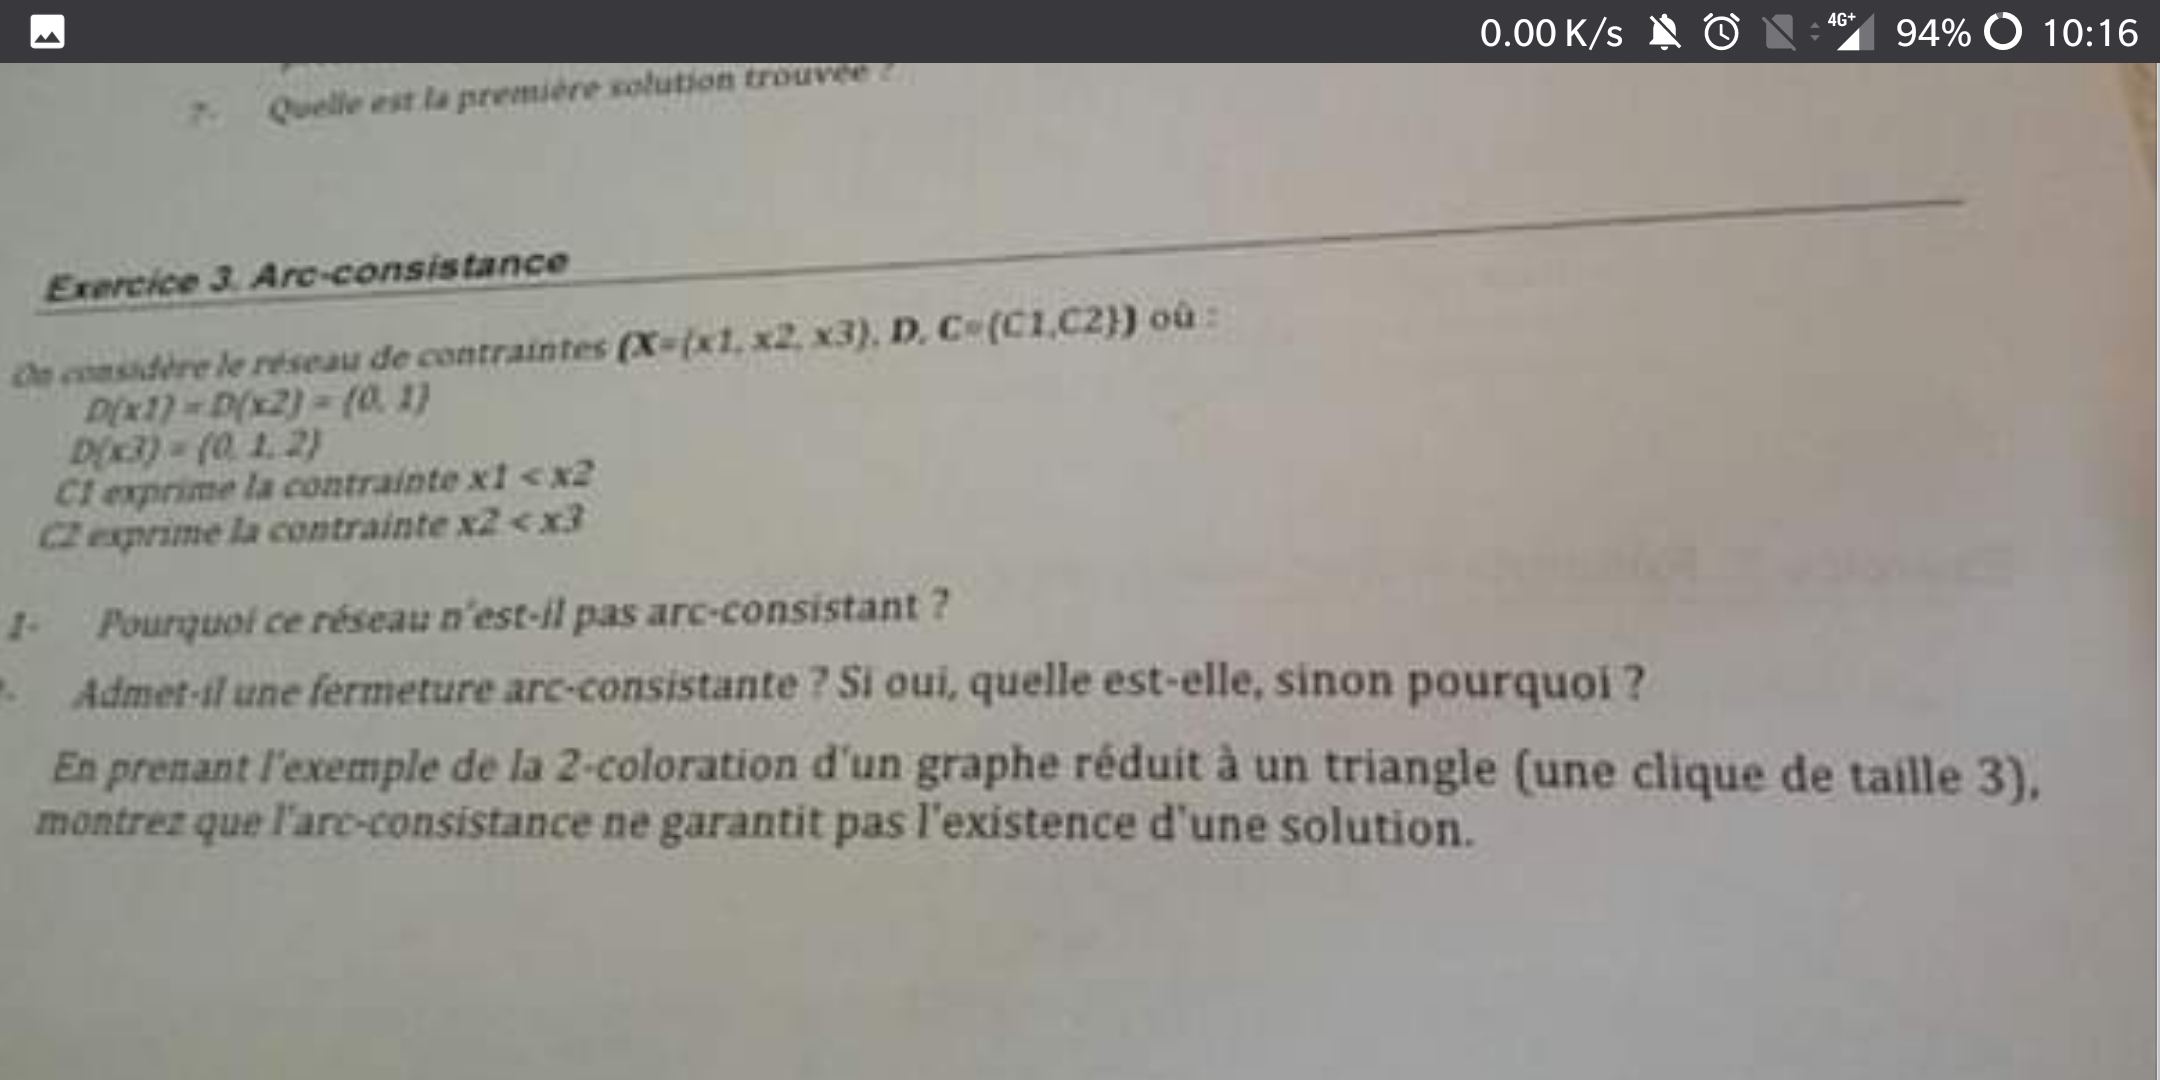 0.00 K/s 4G+ 94% 10:16
?- Quelle est la première solution trouvée ?
Exercice 3. Arc-consistance
On considère le réseau de contraintes (X={x1, x2, x3}, D, C={C1,C2}) où :
D(x1) = D(x2) = {0, 1}
D(x3) = {0, 1, 2}
C1 exprime la contrainte x1 < x2
C2 exprime la contrainte x2 < x3
1- Pourquoi ce réseau n'est-il pas arc-consistant ?
Admet-il une fermeture arc-consistante ? Si oui, quelle est-elle, sinon pourquoi ?
En prenant l'exemple de la 2-coloration d'un graphe réduit à un triangle (une clique de taille 3),
montrez que l'arc-consistance ne garantit pas l'existence d'une solution.